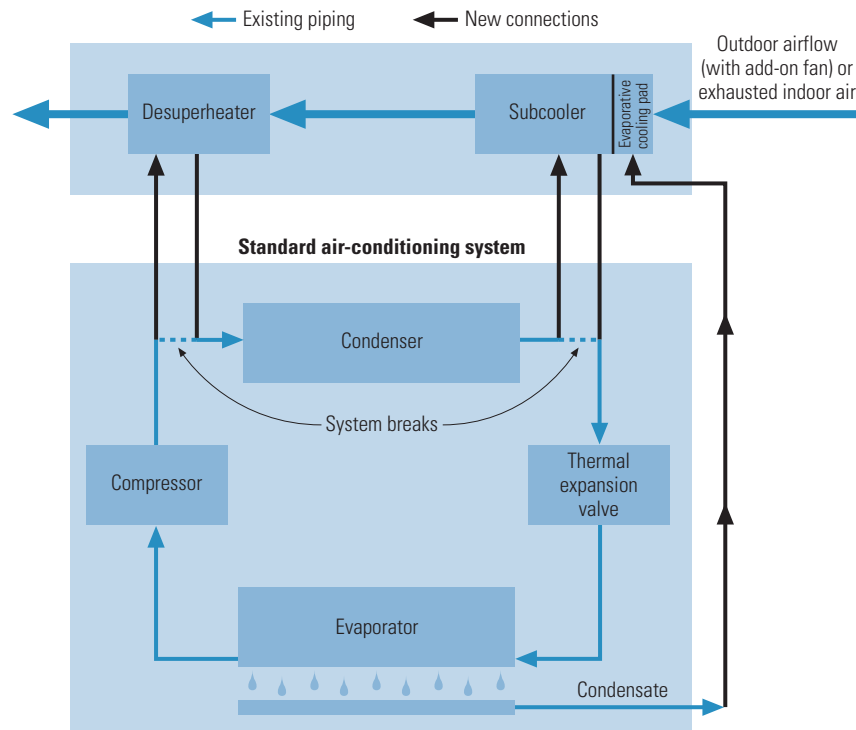 Existing piping
New connections
Outdoor airflow
(with add-on fan) or
exhausted indoor air
Desuperheater
Subcooler
Evaporative
cooling pad
Standard air-conditioning system
Condenser
System breaks
Compressor
Thermal
expansion
valve
Evaporator
Condensate